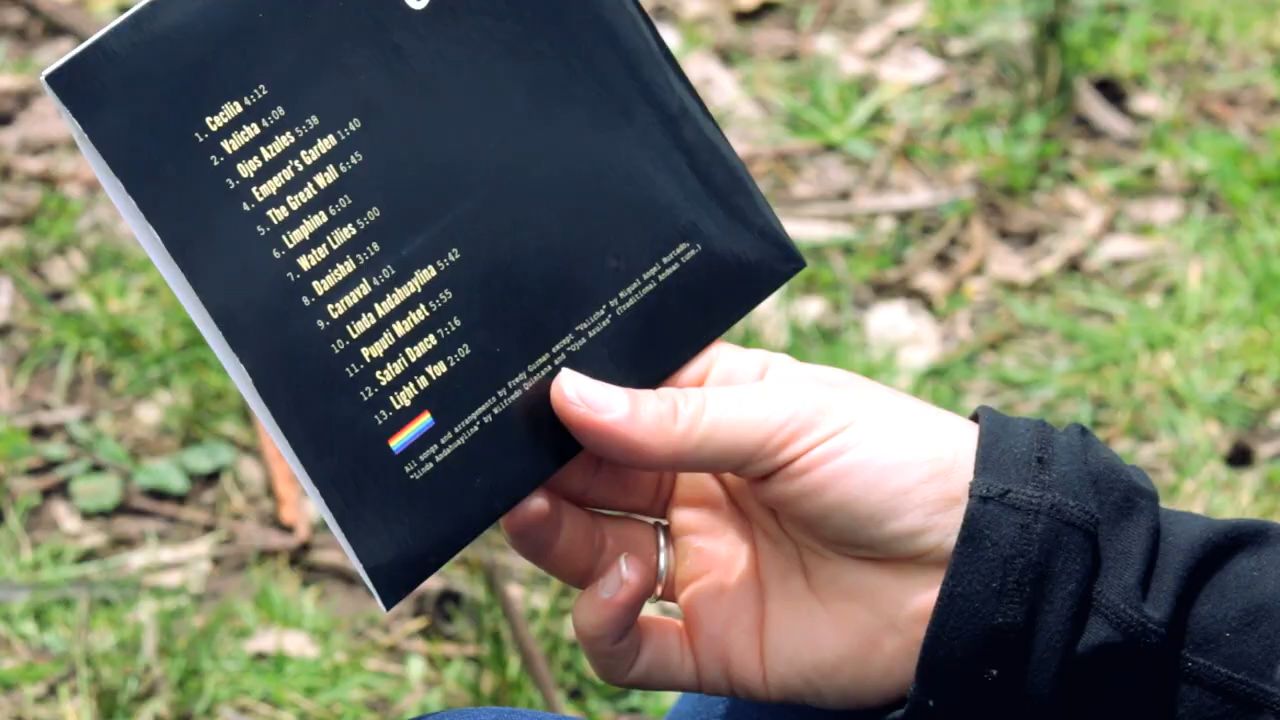 1. Cecilia 4:12
2. Valicha 4:08
3. Ojos Azules 5:38
4. Emperor's Garden 1:40
5. The Great Wall 6:45
6. Limphina 6:01
7. Water Lilies 5:00
8. Danishai 3:18
9. Carnaval 4:01
10. Linda Andahuaylina 5:42
11. Puputi Market 5:55
12. Safari Dance 7:16
13. Light in You 2:02
All songs and arrangements by Fredy Guzman except "Valicha" by Miguel Angel Hurtado,
"Linda Andahuaylina" by Wilfredo Quintana and "Ojos Azules" (Traditional Andean tune.)